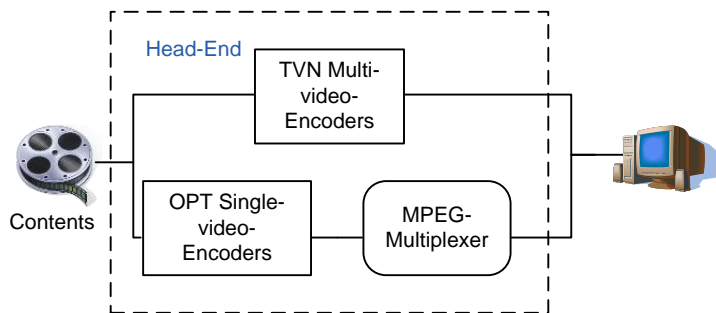 Head-End
TVN Multi-
video-
Encoders
Contents
OPT Single-
video-
Encoders
MPEG-
Multiplexer